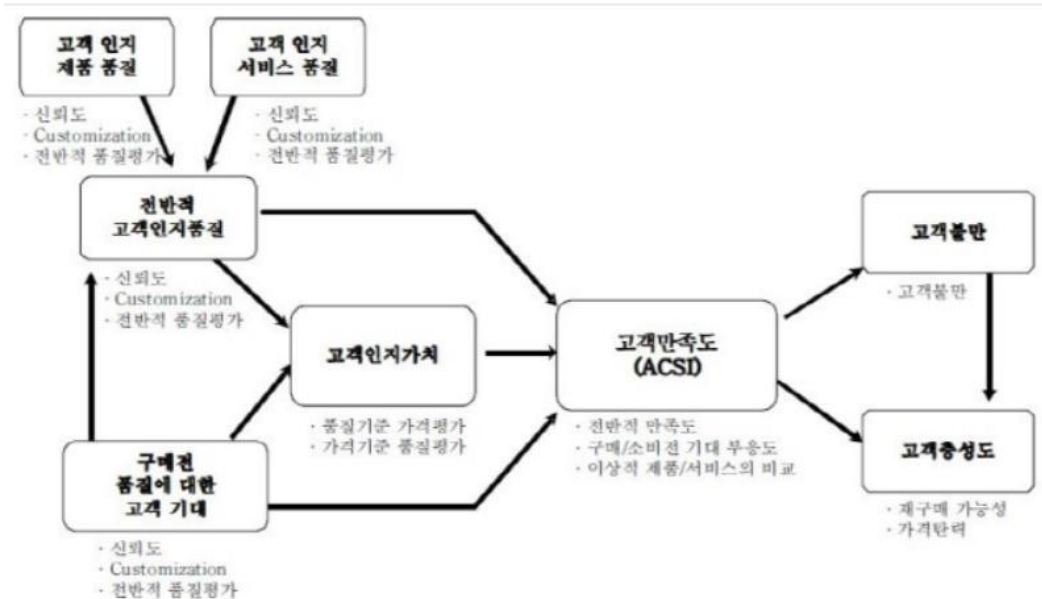 고객 인지
제품 품질
고객 인지
서비스 품질
· 신뢰도
· Customization
· 전반적 품질평가
· 신뢰도
· Customization
· 전반적 품질평가
전반적
고객인지품질
· 신뢰도
· Customization
· 전반적 품질평가
고객인지가치
· 품질기준 가격평가
· 가격기준 품질평가
구매전
품질에 대한
고객 기대
· 신뢰도
· Customization
· 전반적 품질평가
고객만족도
(ACSI)
· 전반적 만족도
· 구매/소비전 기대 부응도
· 이상적 제품/서비스의 비교
고객불만
· 고객불만
고객충성도
· 재구매 가능성
· 가격탄력